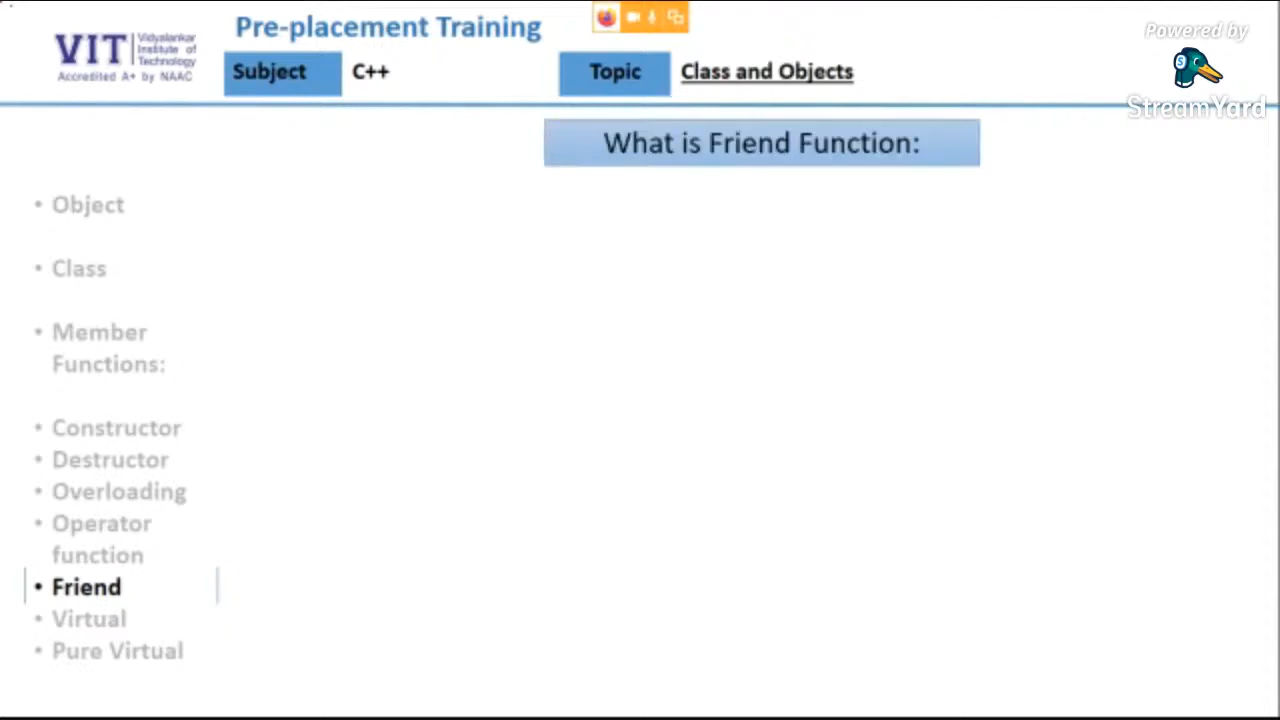 VIT Vidyalankar
Institute of
Technology
Accredited A+ by NAAC
Pre-placement Training
Subject C++ Topic Class and Objects
Powered by
StreamYard
What is Friend Function:
• Object
• Class
• Member
Functions:
• Constructor
• Destructor
• Overloading
• Operator
function
• Friend
• Virtual
• Pure Virtual